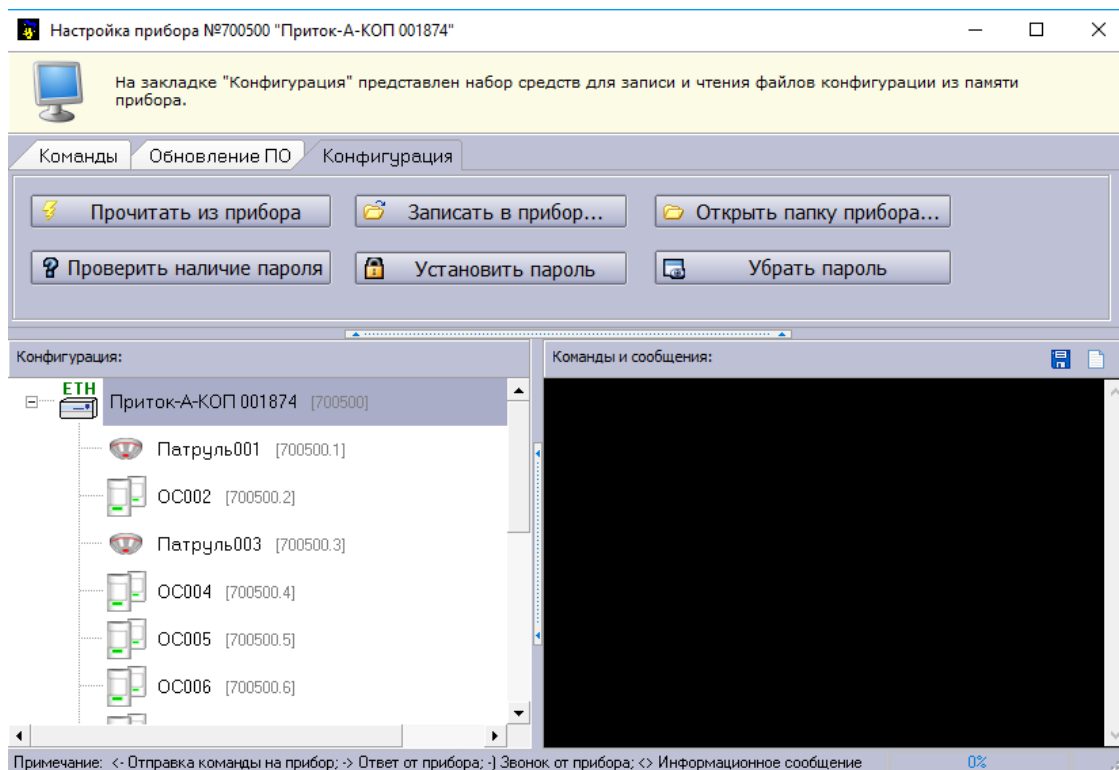 Настройка прибора №700500 "Приток-А-КОП 001874"
На закладке "Конфигурация" представлен набор средств для записи и чтения файлов конфигурации из памяти
прибора.
Команды Обновление ПО Конфигурация
Прочитать из прибора Записать в прибор... Открыть папку прибора...
Проверить наличие пароля Установить пароль Убрать пароль
Конфигурация: Команды и сообщения:
ETH
Приток-А-КОП 001874 [700500]
Патруль001 [700500.1]
ОС002 [700500.2]
Патруль003 [700500.3]
ОС004 [700500.4]
ОС005 [700500.5]
ОС006 [700500.6]
Примечание: <- Отправка команды на прибор; -> Ответ от прибора; -) Звонок от прибора; <> Информационное сообщение 0%